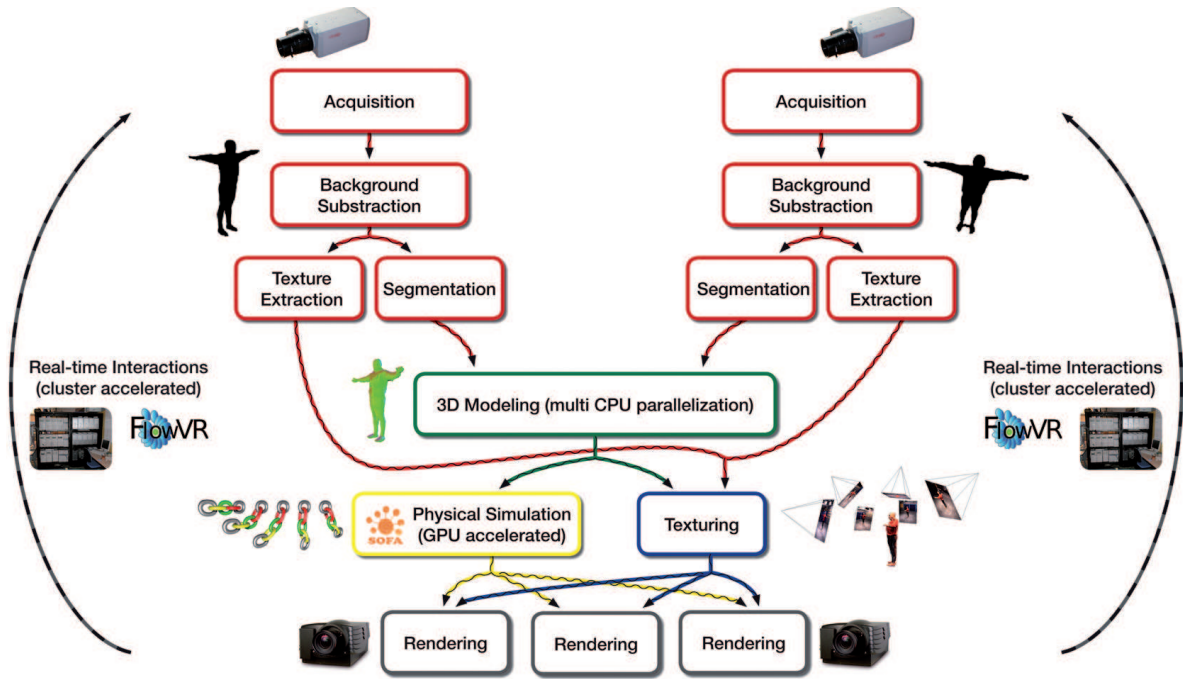 Acquisition
Acquisition
Background
Substraction
Background
Substraction
Texture
Extraction
Segmentation
Segmentation
Texture
Extraction
Real-time Interactions
(cluster accelerated)
FlowVR
3D Modeling (multi CPU parallelization)
Real-time Interactions
(cluster accelerated)
FlowVR
SOFA
Physical Simulation
(GPU accelerated)
Texturing
Rendering
Rendering
Rendering